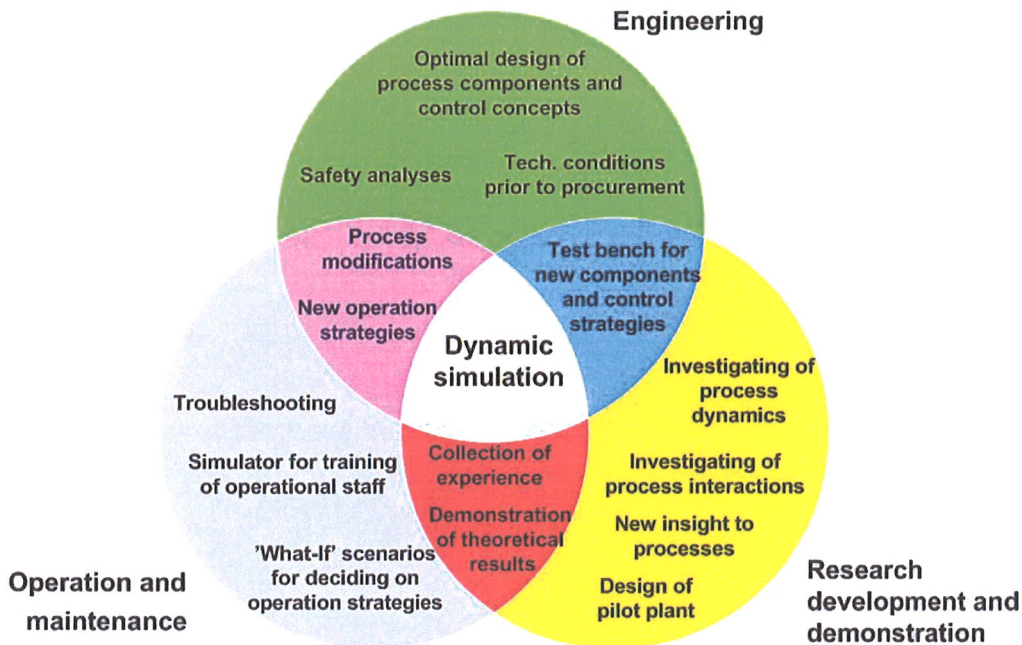 Engineering
Optimal design of
process components and
control concepts
Safety analyses
Tech. conditions
prior to procurement
Process
modifications
New operation
strategies
Test bench for
new components
and control
strategies
Dynamic
simulation
Troubleshooting
Simulator for training
of operational staff
'What-If' scenarios
for deciding on
operation strategies
Collection of
experience
Demonstration
of theoretical
results
Investigating of
process
dynamics
Investigating of
process interactions
New insight to
processes
Design of
pilot plant
Operation and
maintenance
Research
development and
demonstration